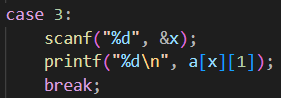 case 3:
    scanf("%d", &x);
    printf("%d\n", a[x][1]);
    break;